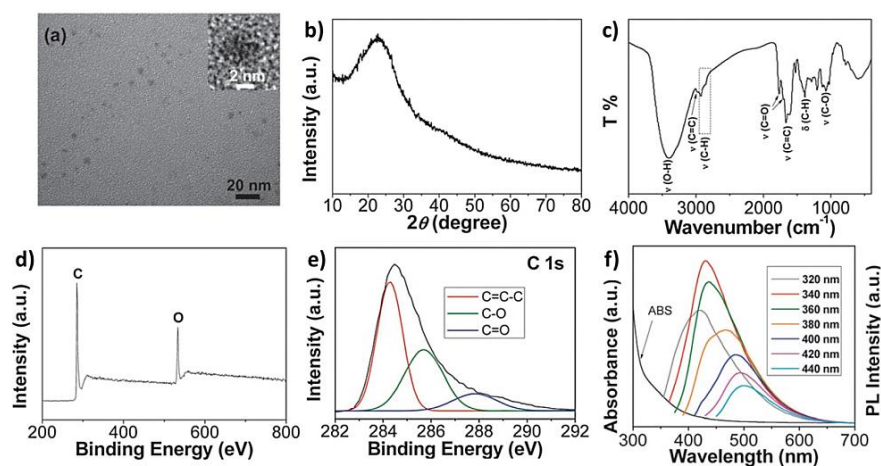 (a)
2 nm
20 nm
b)
Intensity (a.u.)
10 20 30 40 50 60 70 80
2θ (degree)
c)
T %
ν (O-H)
ν (C=C)
ν (C-H)
ν (C=O)
ν (C=C)
δ (C-H)
ν (C-O)
4000 3000 2000 1000
Wavenumber (cm⁻¹)
d)
Intensity (a.u.)
C
O
200 400 600 800
Binding Energy (eV)
e)
Intensity (a.u.)
C 1s
C=C-C
C-O
C=O
282 284 286 288 290 292
Binding Energy (eV)
f)
Absorbance (a.u.)
ABS
320 nm
340 nm
360 nm
380 nm
400 nm
420 nm
440 nm
PL Intensity (a.u.)
300 400 500 600 700
Wavelength (nm)